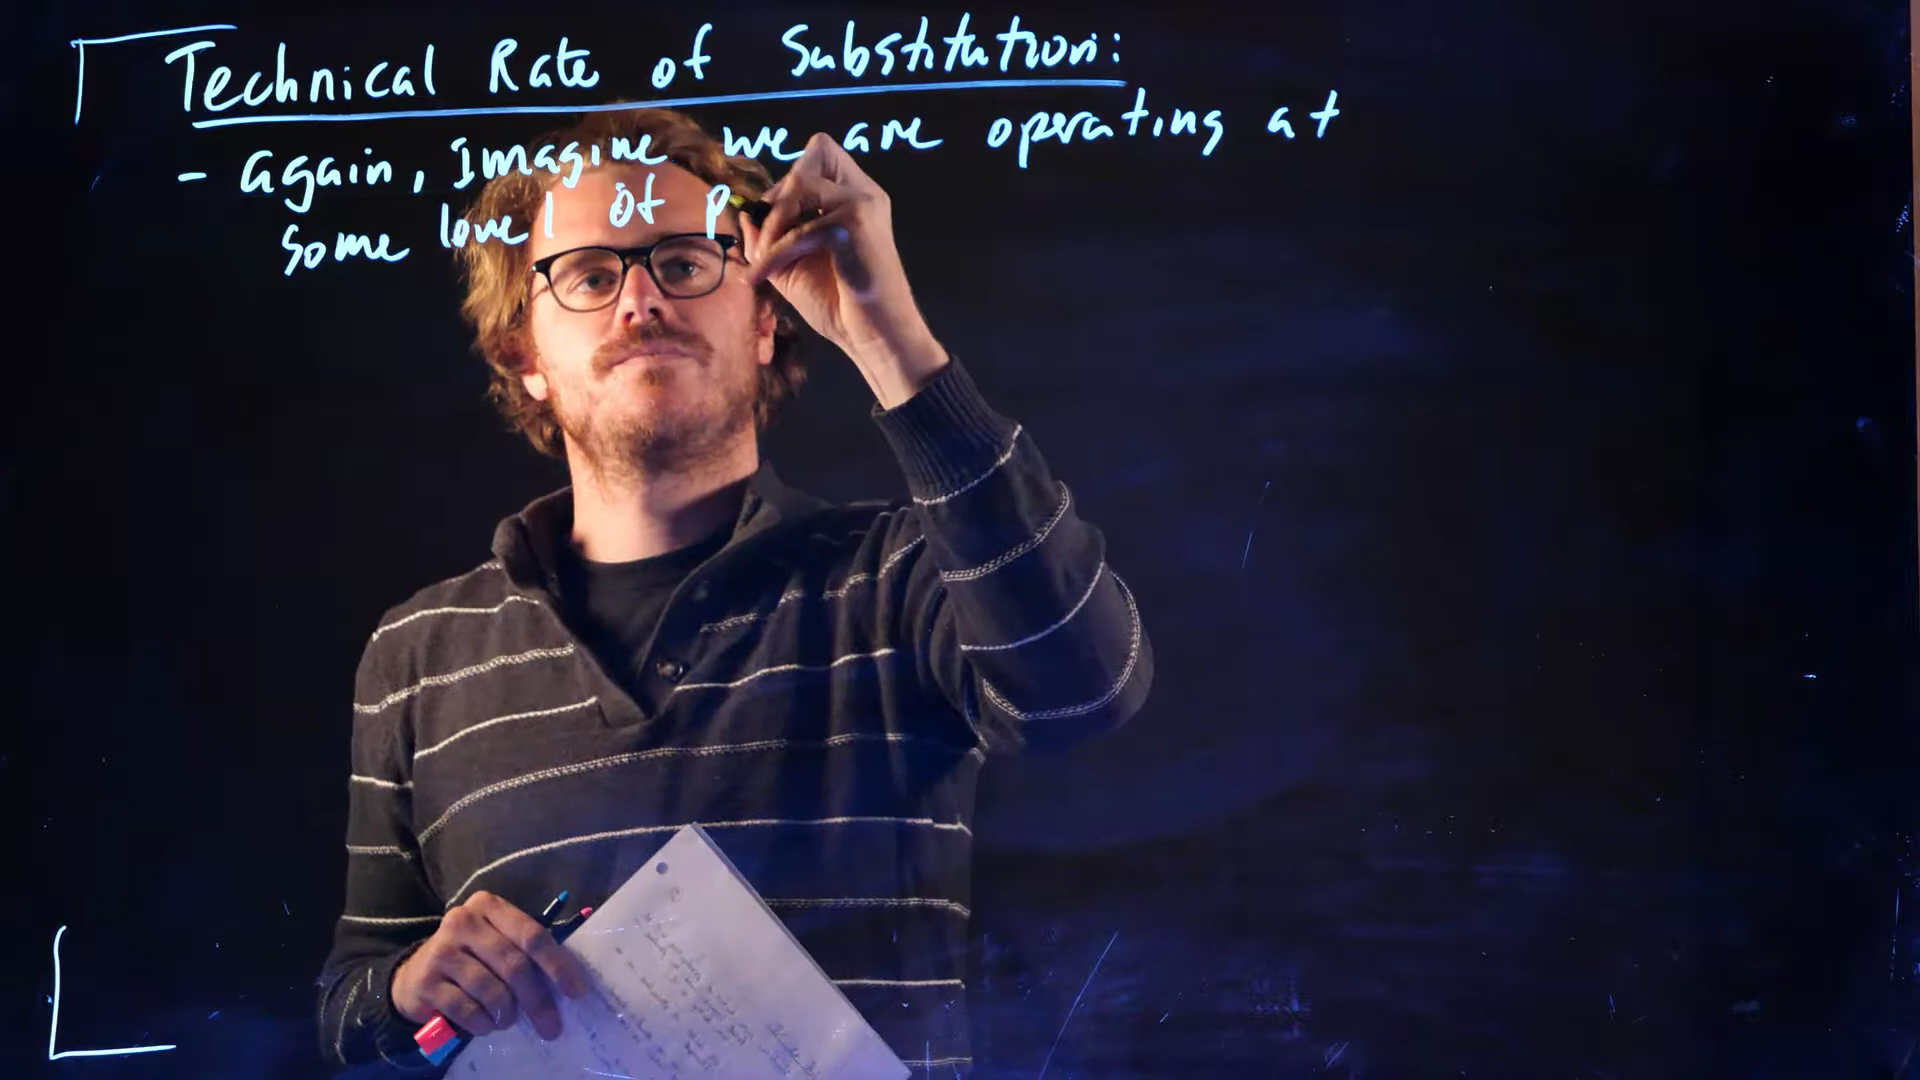 Technical Rate of Substitution:
- Again, Imagine we are operating at
Some level of p